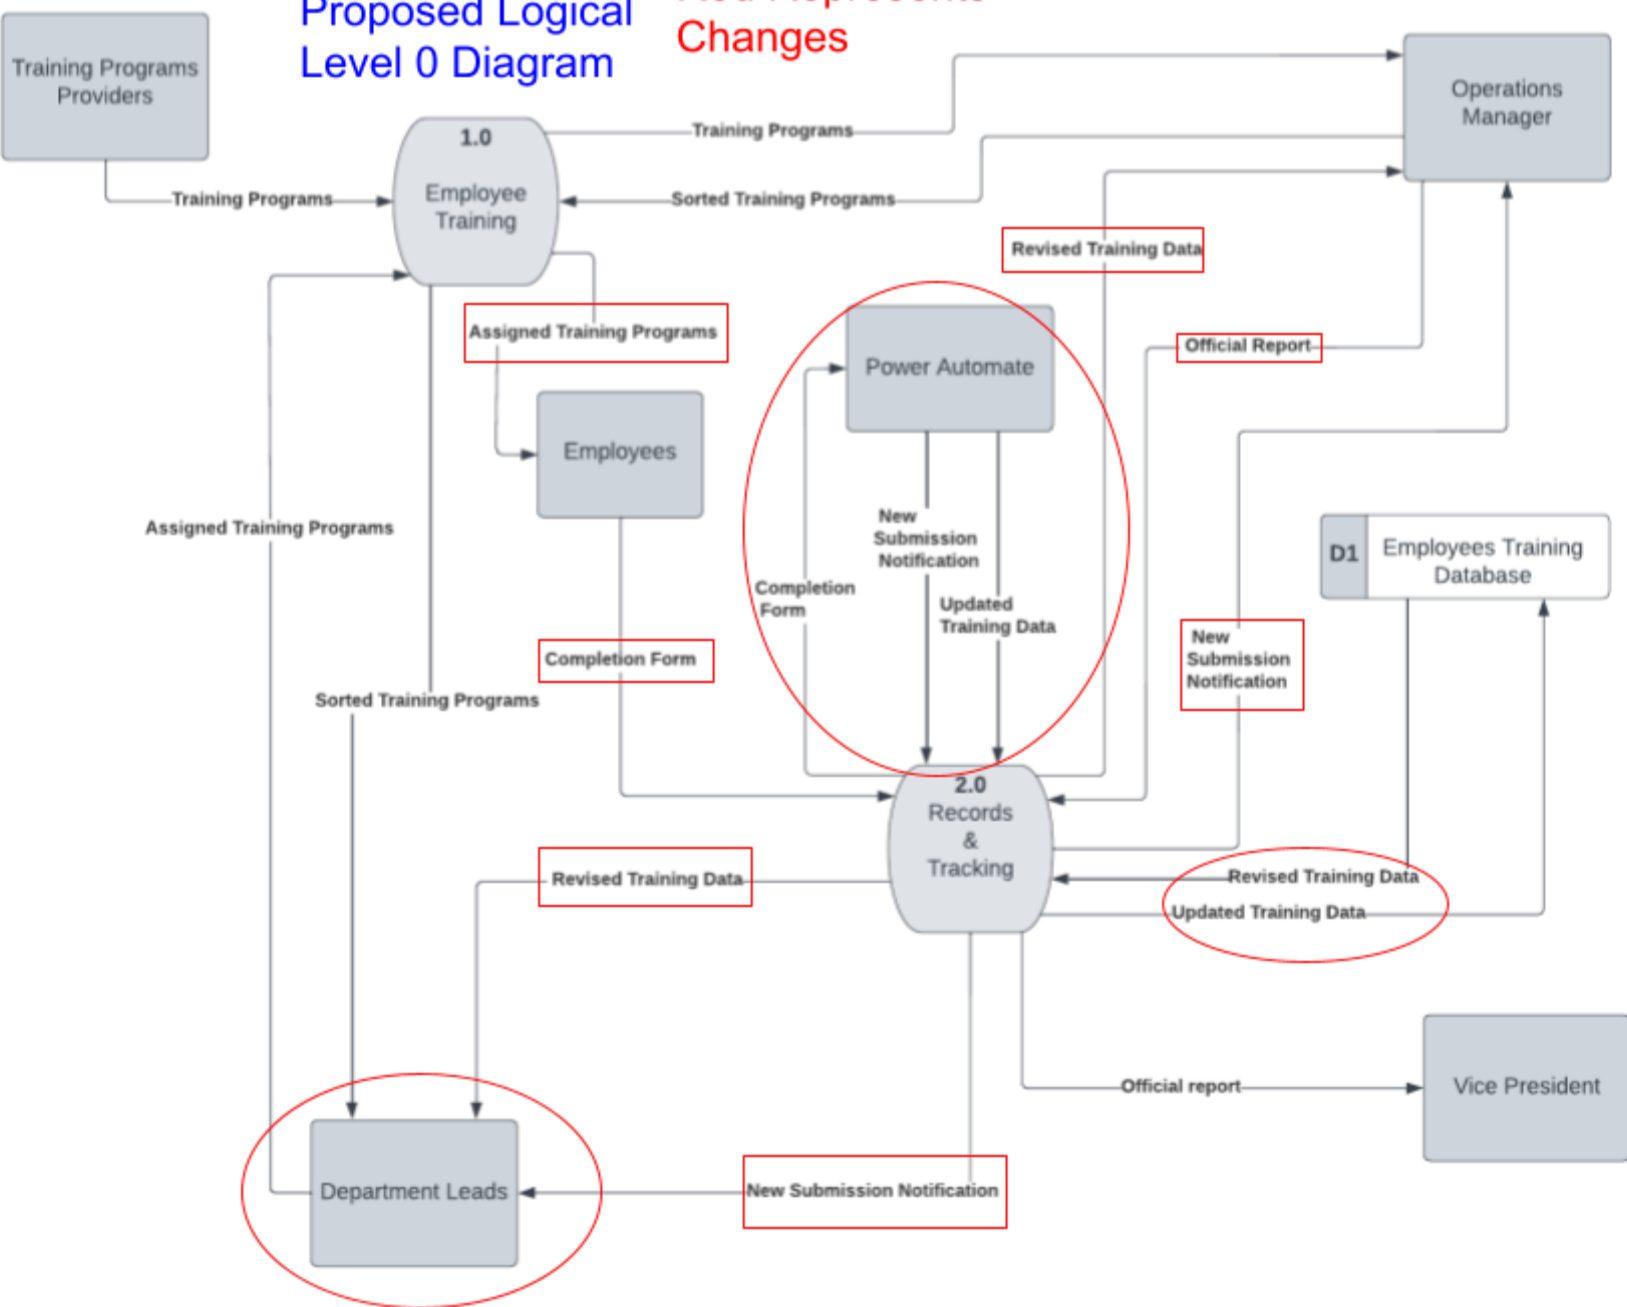 Proposed Logical
Level 0 Diagram
Red Represents
Changes
Training Programs
Providers
Operations
Manager
1.0
Employee
Training
Training Programs
Training Programs
Sorted Training Programs
Revised Training Data
Assigned Training Programs
Official Report
Power Automate
Employees
Assigned Training Programs
New
Submission
Notification
Completion
Form
Updated
Training Data
D1
Employees Training
Database
New
Submission
Notification
Completion Form
Sorted Training Programs
2.0
Records
&
Tracking
Revised Training Data
Revised Training Data
Updated Training Data
Official report
Vice President
Department Leads
New Submission Notification